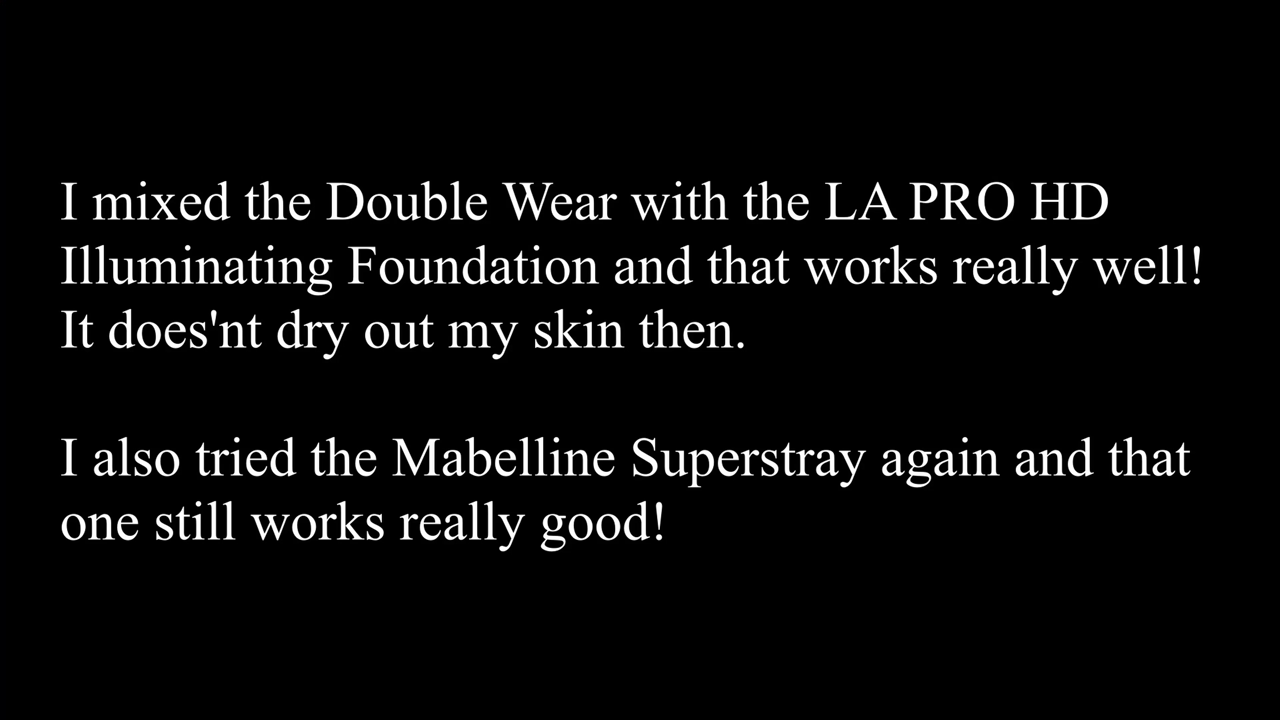 I mixed the Double Wear with the LA PRO HD
Illuminating Foundation and that works really well!
It does'nt dry out my skin then.
I also tried the Mabelline Superstray again and that
one still works really good!